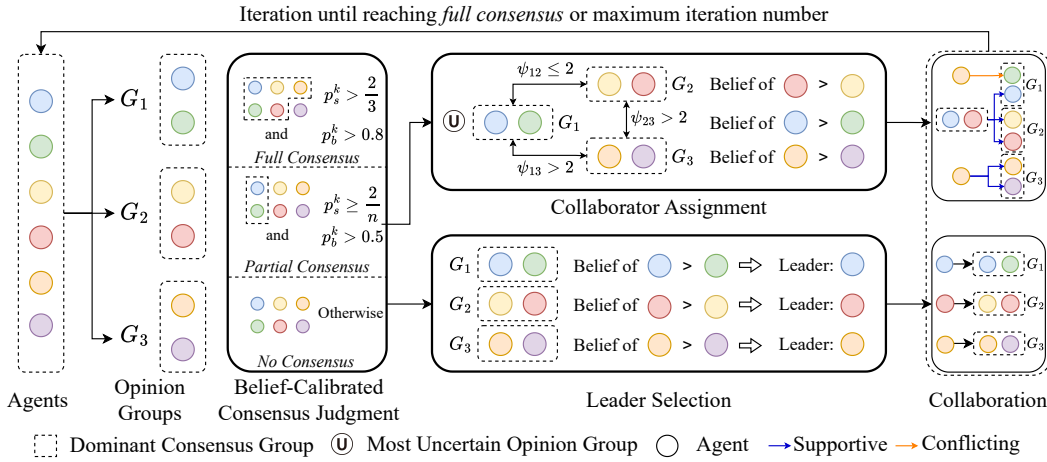 Iteration until reaching full consensus or maximum iteration number
Agents
G1
G2
G3
Opinion
Groups
p_s^k > 2/3
and
p_b^k > 0.8
Full Consensus
p_s^k ≥ 2/n
and
p_b^k > 0.5
Partial Consensus
Otherwise
No Consensus
Belief-Calibrated
Consensus Judgment
U
G1
ψ12 ≤ 2
G2
ψ23 > 2
ψ13 > 2
G3
Belief of >
Belief of >
Belief of >
Collaborator Assignment
G1 Belief of > Leader:
G2 Belief of > Leader:
G3 Belief of > Leader:
Leader Selection
G1
G2
G3
G1
G2
G3
Collaboration
Dominant Consensus Group
U Most Uncertain Opinion Group
Agent
Supportive
Conflicting